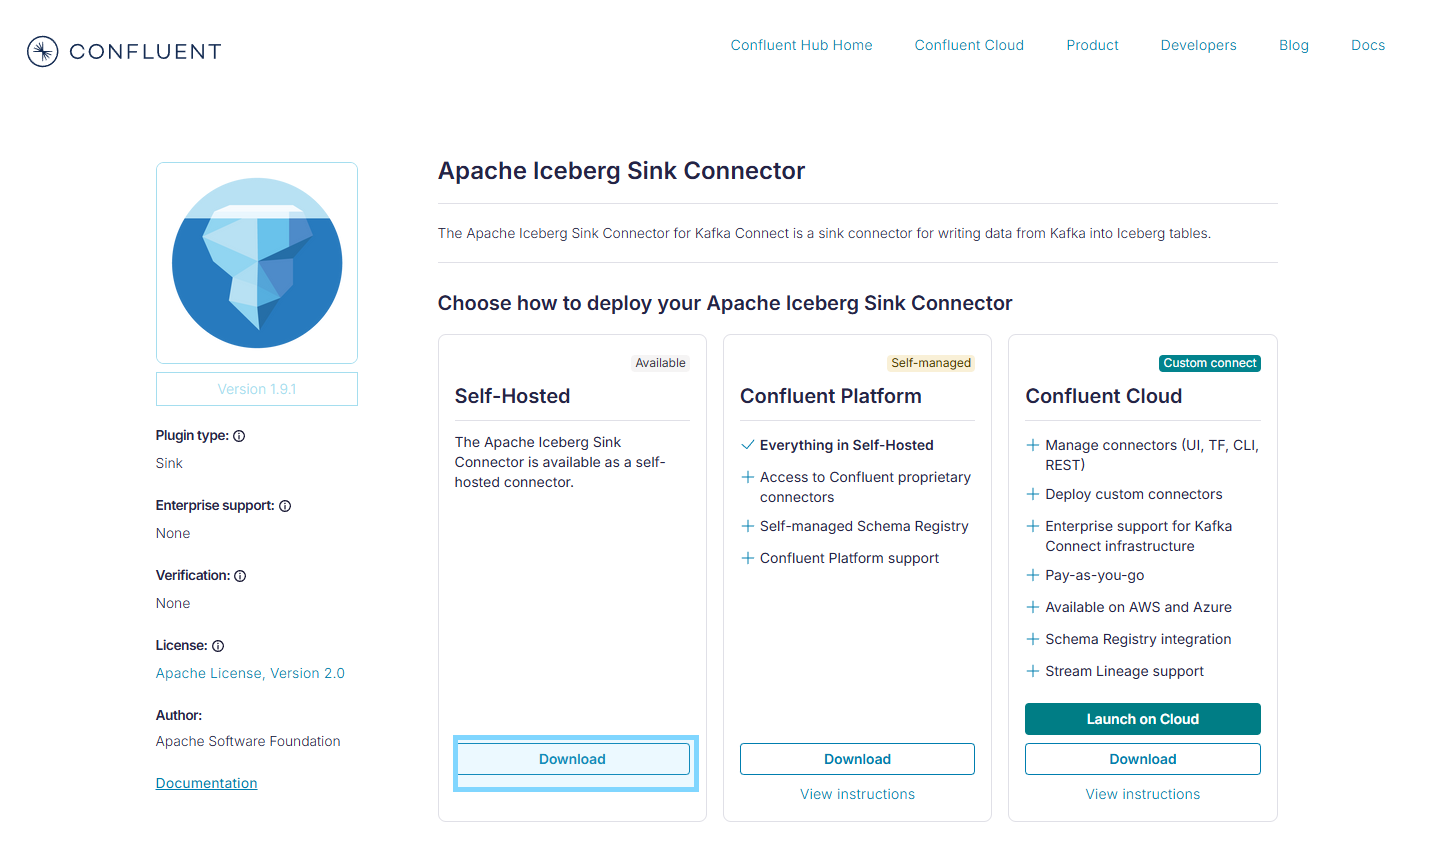 CONFLUENT
Confluent Hub Home
Confluent Cloud
Product
Developers
Blog
Docs
Version 1.9.1
Plugin type:
Sink
Enterprise support:
None
Verification:
None
License:
Apache License, Version 2.0
Author:
Apache Software Foundation
Documentation
Apache Iceberg Sink Connector
The Apache Iceberg Sink Connector for Kafka Connect is a sink connector for writing data from Kafka into Iceberg tables.
Choose how to deploy your Apache Iceberg Sink Connector
Available
Self-Hosted
The Apache Iceberg Sink
Connector is available as a self-
hosted connector.
Download
Self-managed
Confluent Platform
Everything in Self-Hosted
Access to Confluent proprietary
connectors
Self-managed Schema Registry
Confluent Platform support
Download
View instructions
Custom connect
Confluent Cloud
Manage connectors (UI, TF, CLI,
REST)
Deploy custom connectors
Enterprise support for Kafka
Connect infrastructure
Pay-as-you-go
Available on AWS and Azure
Schema Registry integration
Stream Lineage support
Launch on Cloud
Download
View instructions